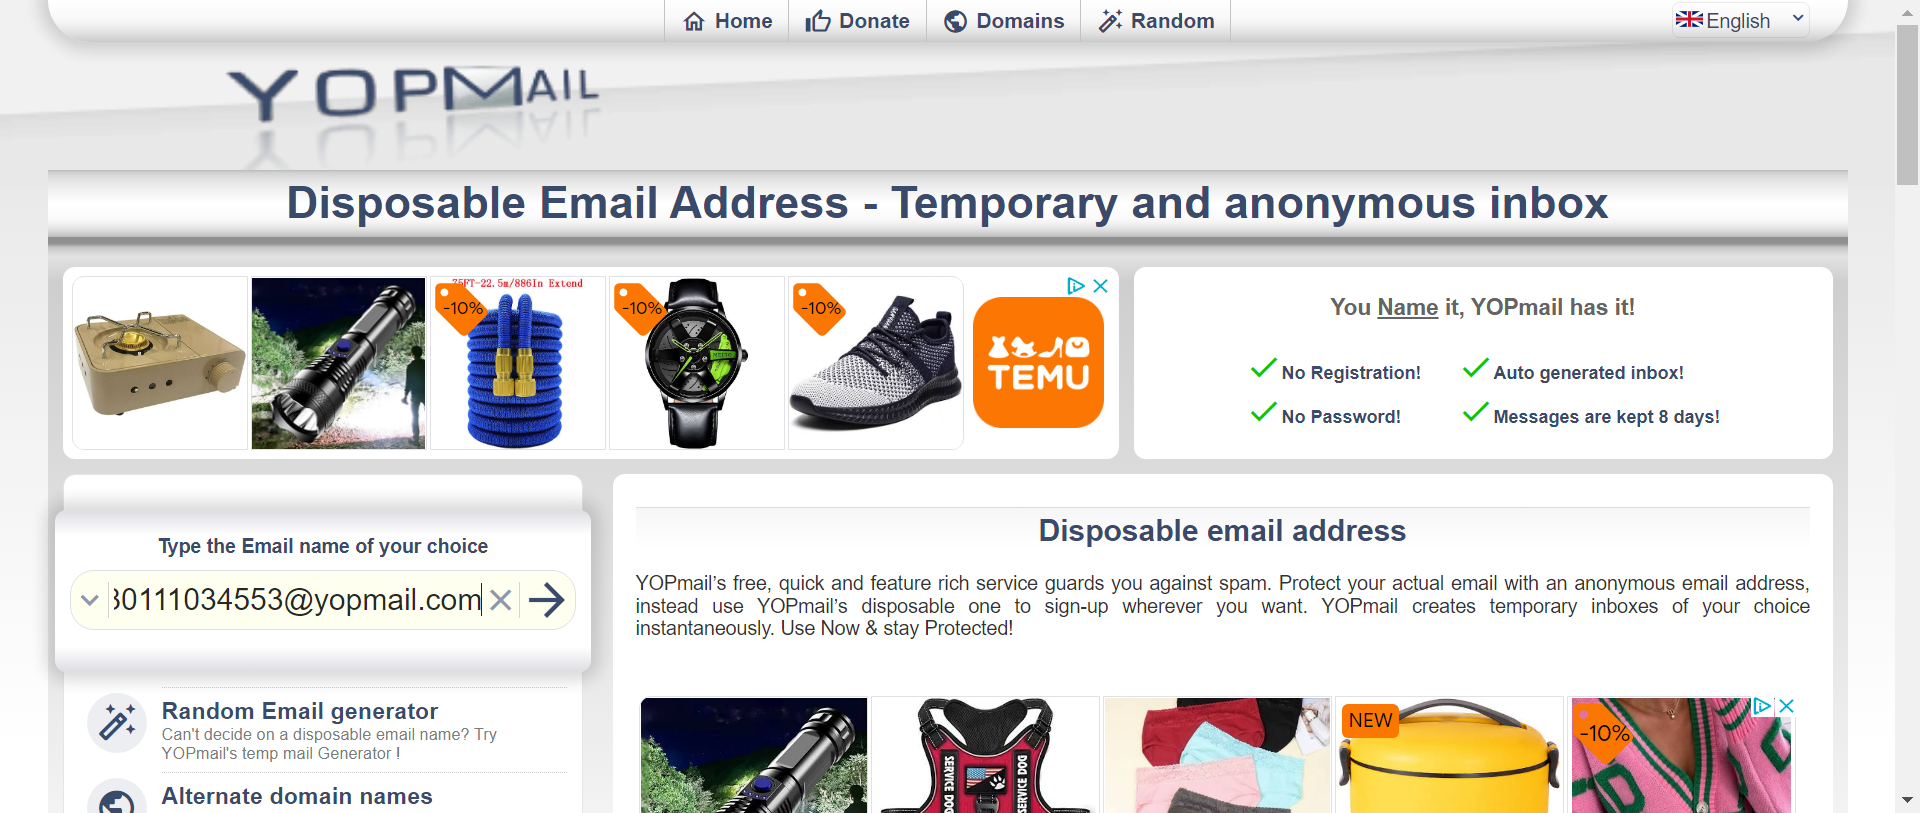 Home
Donate
Domains
Random
English
YOPMAIL
Disposable Email Address - Temporary and anonymous inbox
75FT-22.5m/886In Extend
-10%
-10%
-10%
TEMU
You Name it, YOPmail has it!
No Registration!
Auto generated inbox!
No Password!
Messages are kept 8 days!
Type the Email name of your choice
30111034553@yopmail.com
Disposable email address
YOPmail’s free, quick and feature rich service guards you against spam. Protect your actual email with an anonymous email address,
instead use YOPmail’s disposable one to sign-up wherever you want. YOPmail creates temporary inboxes of your choice
instantaneously. Use Now & stay Protected!
Random Email generator
Can't decide on a disposable email name? Try
YOPmail's temp mail Generator !
Alternate domain names
SERVICE DOG
SERVICE DOG
NEW
-10%